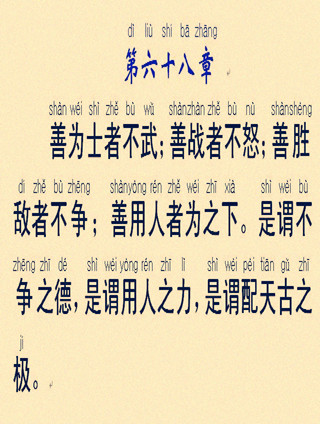 dì liù shí bā zhāng
第六十八章
shàn wéi shì zhě bù wǔ shànzhàn zhě bù nù shànshéng
善为士者不武；善战者不怒；善胜
dí zhě bù zhēng shànyòng rén zhě wéi zhī xià shì wèi bù
敌者不争；善用人者为之下。是谓不
zhēng zhī dé shì wèi yòng rén zhī lì shì wèi pèi tiān gǔ zhī
争之德，是谓用人之力，是谓配天古之
jí
极。